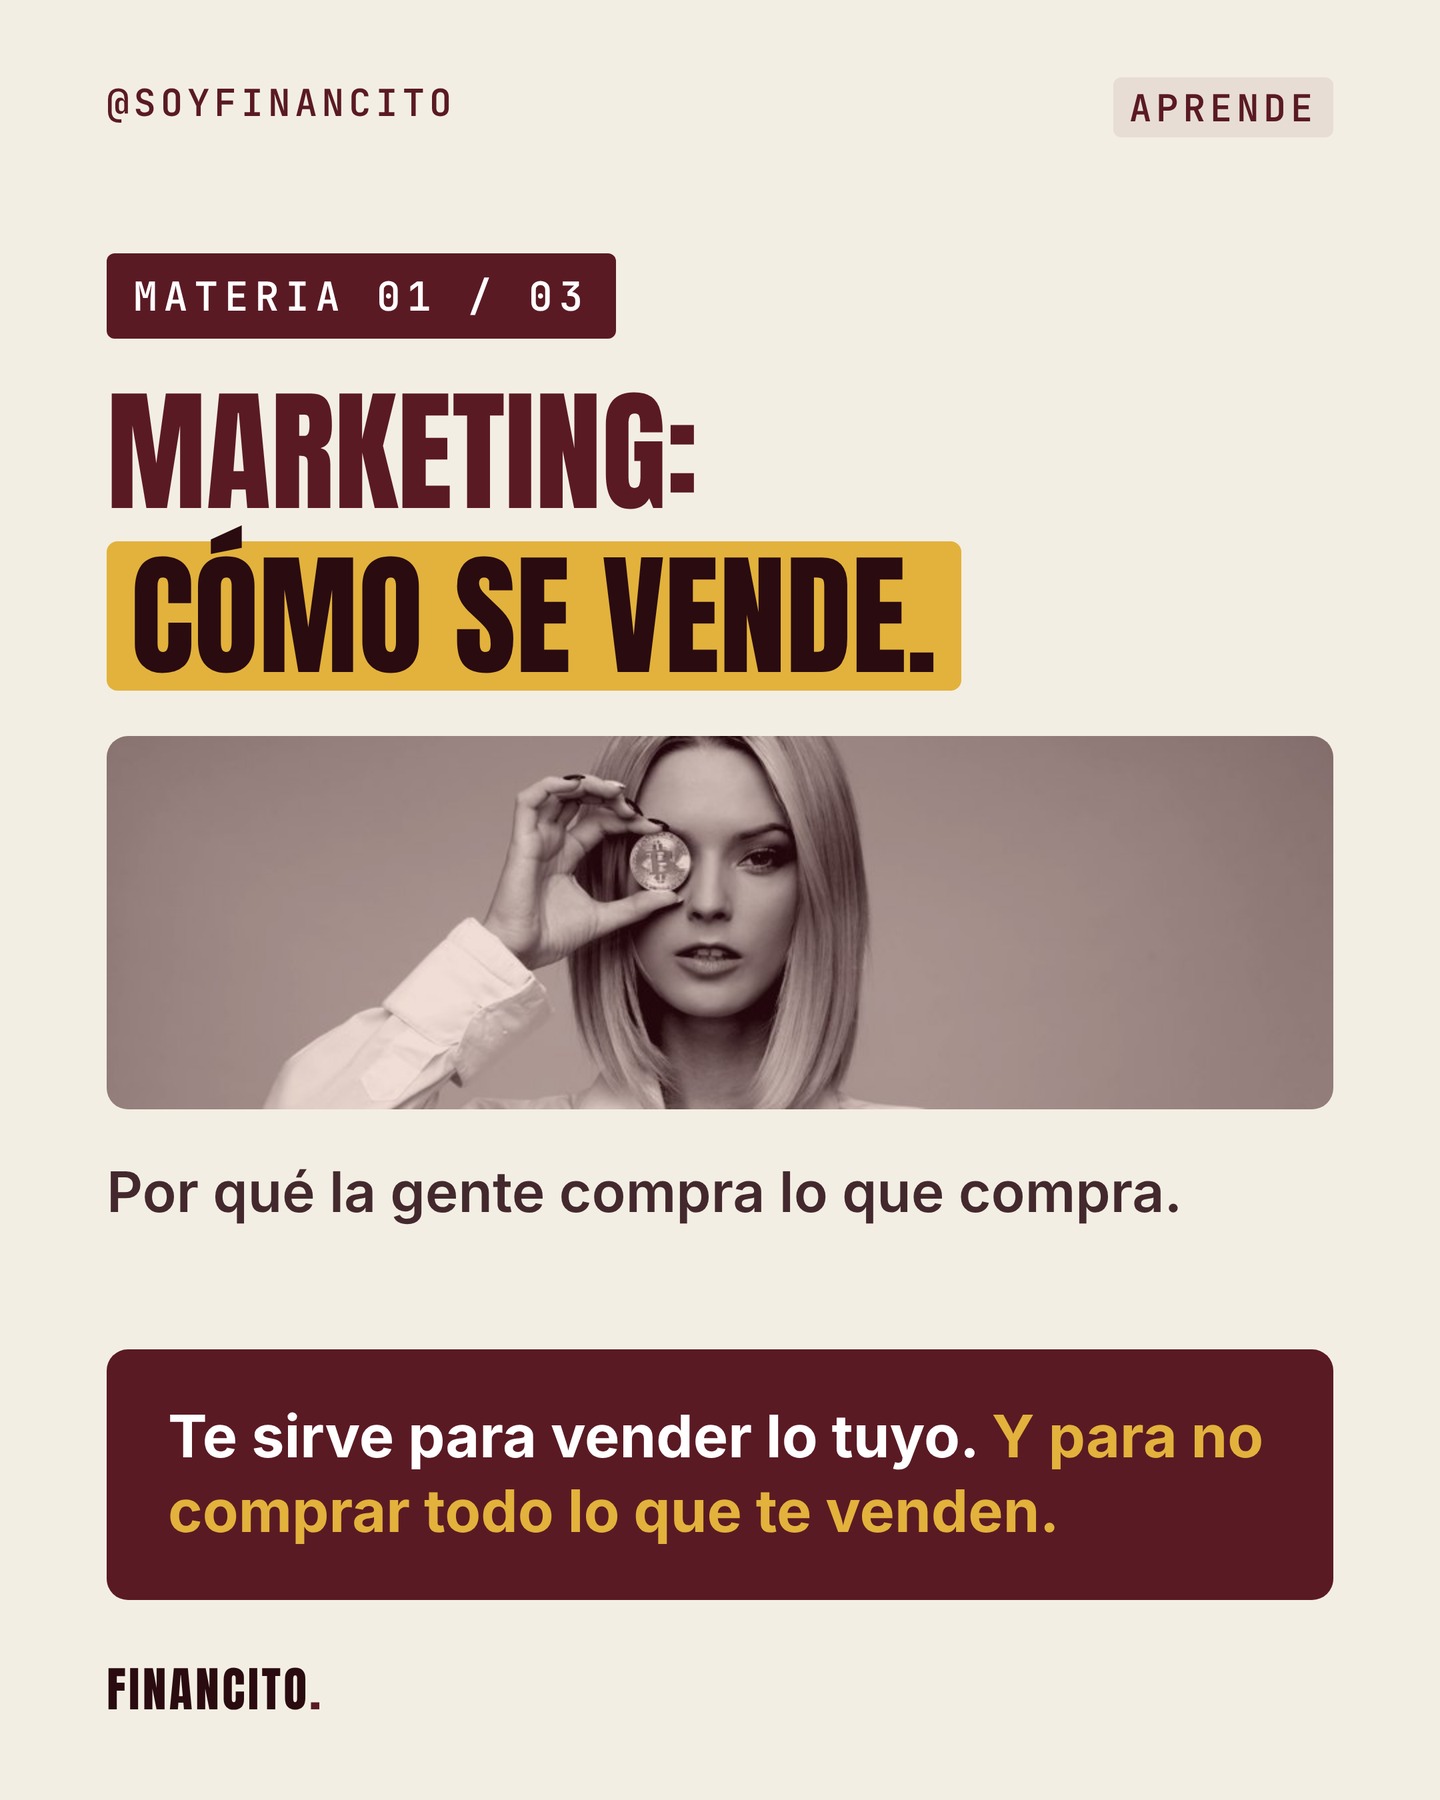 @SOYFINANCITO
APRENDE
MATERIA 01 / 03
MARKETING:
CÓMO SE VENDE.
Por qué la gente compra lo que compra.
Te sirve para vender lo tuyo. Y para no
comprar todo lo que te venden.
FINANCITO.